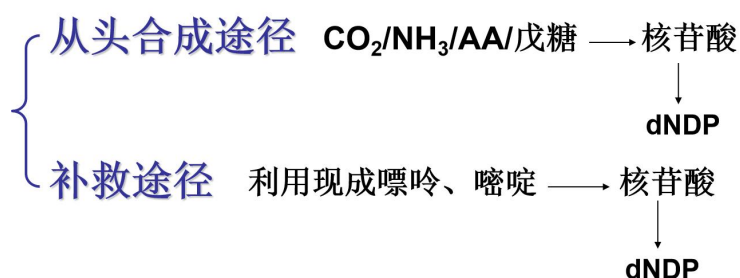 从头合成途径 CO₂/NH₃/AA/戊糖 → 核苷酸
↓
dNDP
补救途径 利用现成嘌呤、嘧啶 → 核苷酸
↓
dNDP